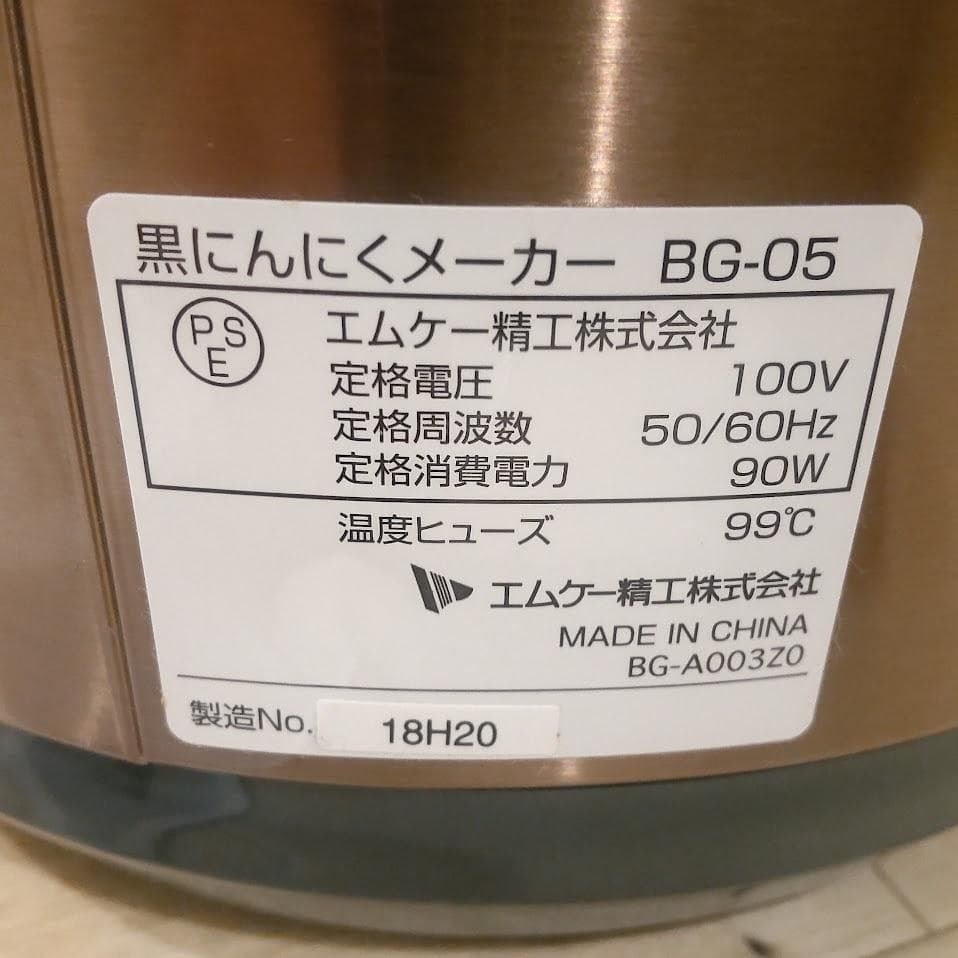 黒にんにくメーカー BG-05
PSE
エムケー精工株式会社
定格電圧 100V
定格周波数 50/60Hz
定格消費電力 90W
温度ヒューズ 99℃
エムケー精工株式会社
MADE IN CHINA
BG-A003Z0
製造No. 18H20